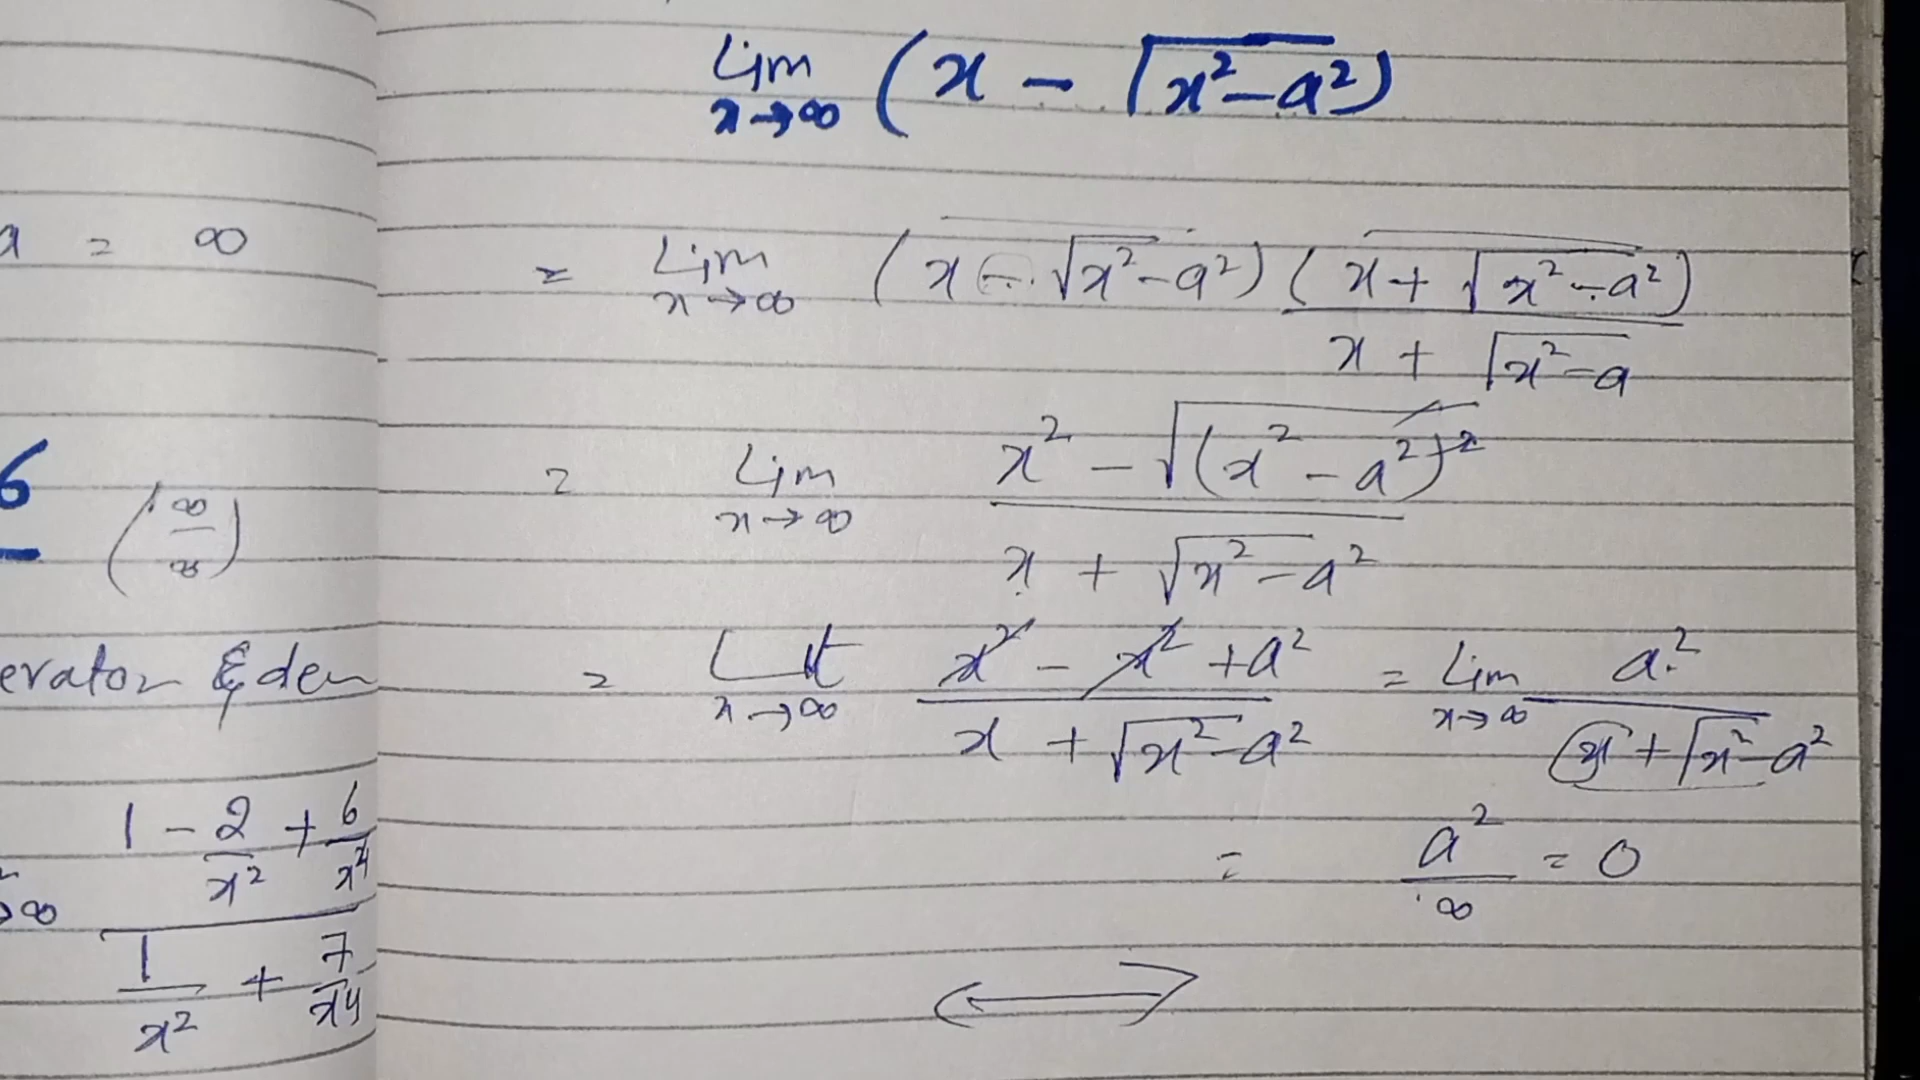 a = ∞
6 (∞/∞)
erator & den
1 - 2/x² + 6/x⁴
→∞
1/x² + 7/x4
Lim x→∞ (x - √(x²-a²))
= Lim x→∞ (x - √(x²-a²)) (x + √(x²-a²)) / x + √(x²-a)
= Lim x→∞ x² - √(x²-a²)² / x + √(x²-a²)
= Lt x→∞ x² - x² + a² / x + √(x²-a²) = Lim x→∞ a² / x + √(x²-a²)
= a²/∞ = 0